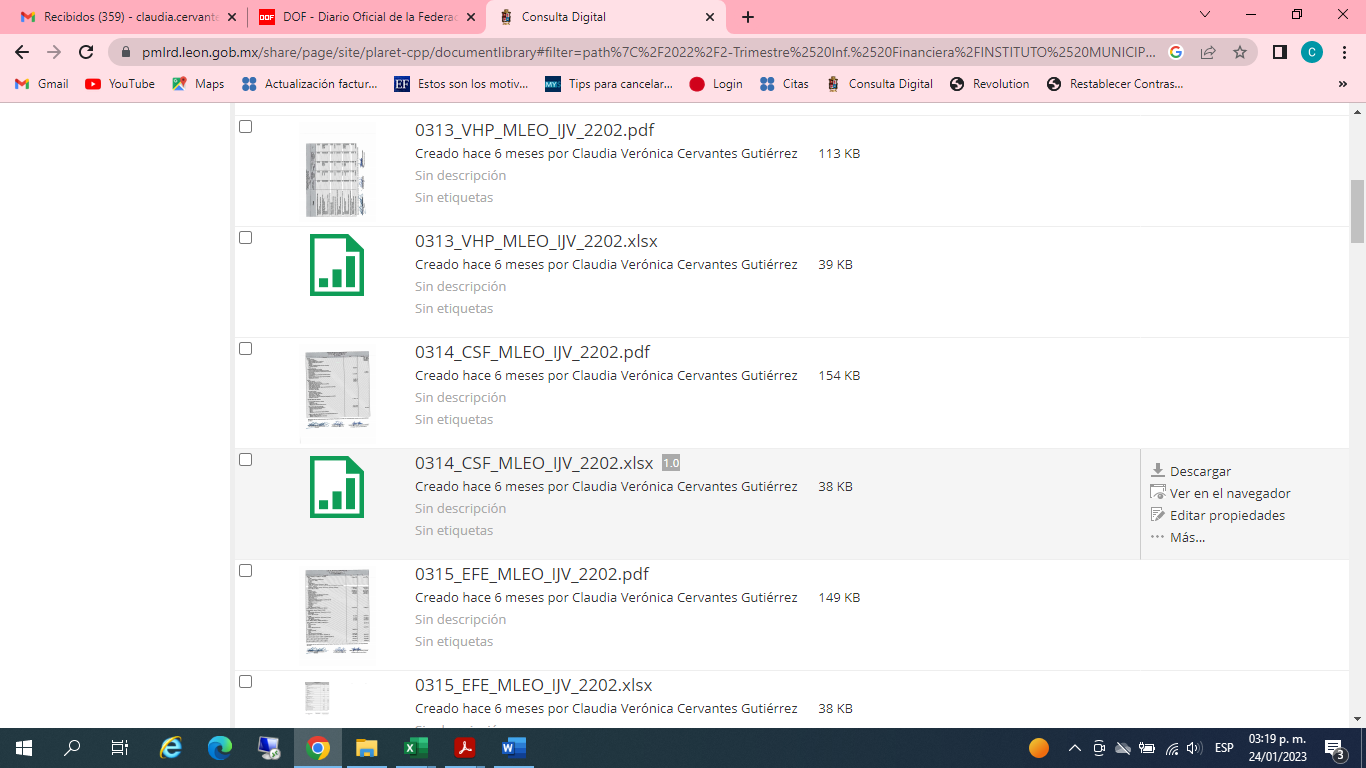 Recibidos (359) - claudia.cervante
DOF - Diario Oficial de la Federac
Consulta Digital
pmlrd.leon.gob.mx/share/page/site/plaret-cpp/documentlibrary#filter=path%7C%2F2022%2F2-Trimestre%2520Inf.%2520Financiera%2FINSTITUTO%2520MUNICIP...
C
Gmail
YouTube
Maps
Actualización factur...
EF Estos son los motiv...
MY Tips para cancelar...
Login
Citas
Consulta Digital
Revolution
Restablecer Contras...
»
0313_VHP_MLEO_IJV_2202.pdf
Creado hace 6 meses por Claudia Verónica Cervantes Gutiérrez 113 KB
Sin descripción
Sin etiquetas
0313_VHP_MLEO_IJV_2202.xlsx
Creado hace 6 meses por Claudia Verónica Cervantes Gutiérrez 39 KB
Sin descripción
Sin etiquetas
0314_CSF_MLEO_IJV_2202.pdf
Creado hace 6 meses por Claudia Verónica Cervantes Gutiérrez 154 KB
Sin descripción
Sin etiquetas
0314_CSF_MLEO_IJV_2202.xlsx 1.0
Creado hace 6 meses por Claudia Verónica Cervantes Gutiérrez 38 KB
Sin descripción
Sin etiquetas
Descargar
Ver en el navegador
Editar propiedades
Más...
0315_EFE_MLEO_IJV_2202.pdf
Creado hace 6 meses por Claudia Verónica Cervantes Gutiérrez 149 KB
Sin descripción
Sin etiquetas
0315_EFE_MLEO_IJV_2202.xlsx
Creado hace 6 meses por Claudia Verónica Cervantes Gutiérrez 38 KB
ESP
03:19 p. m.
24/01/2023
3